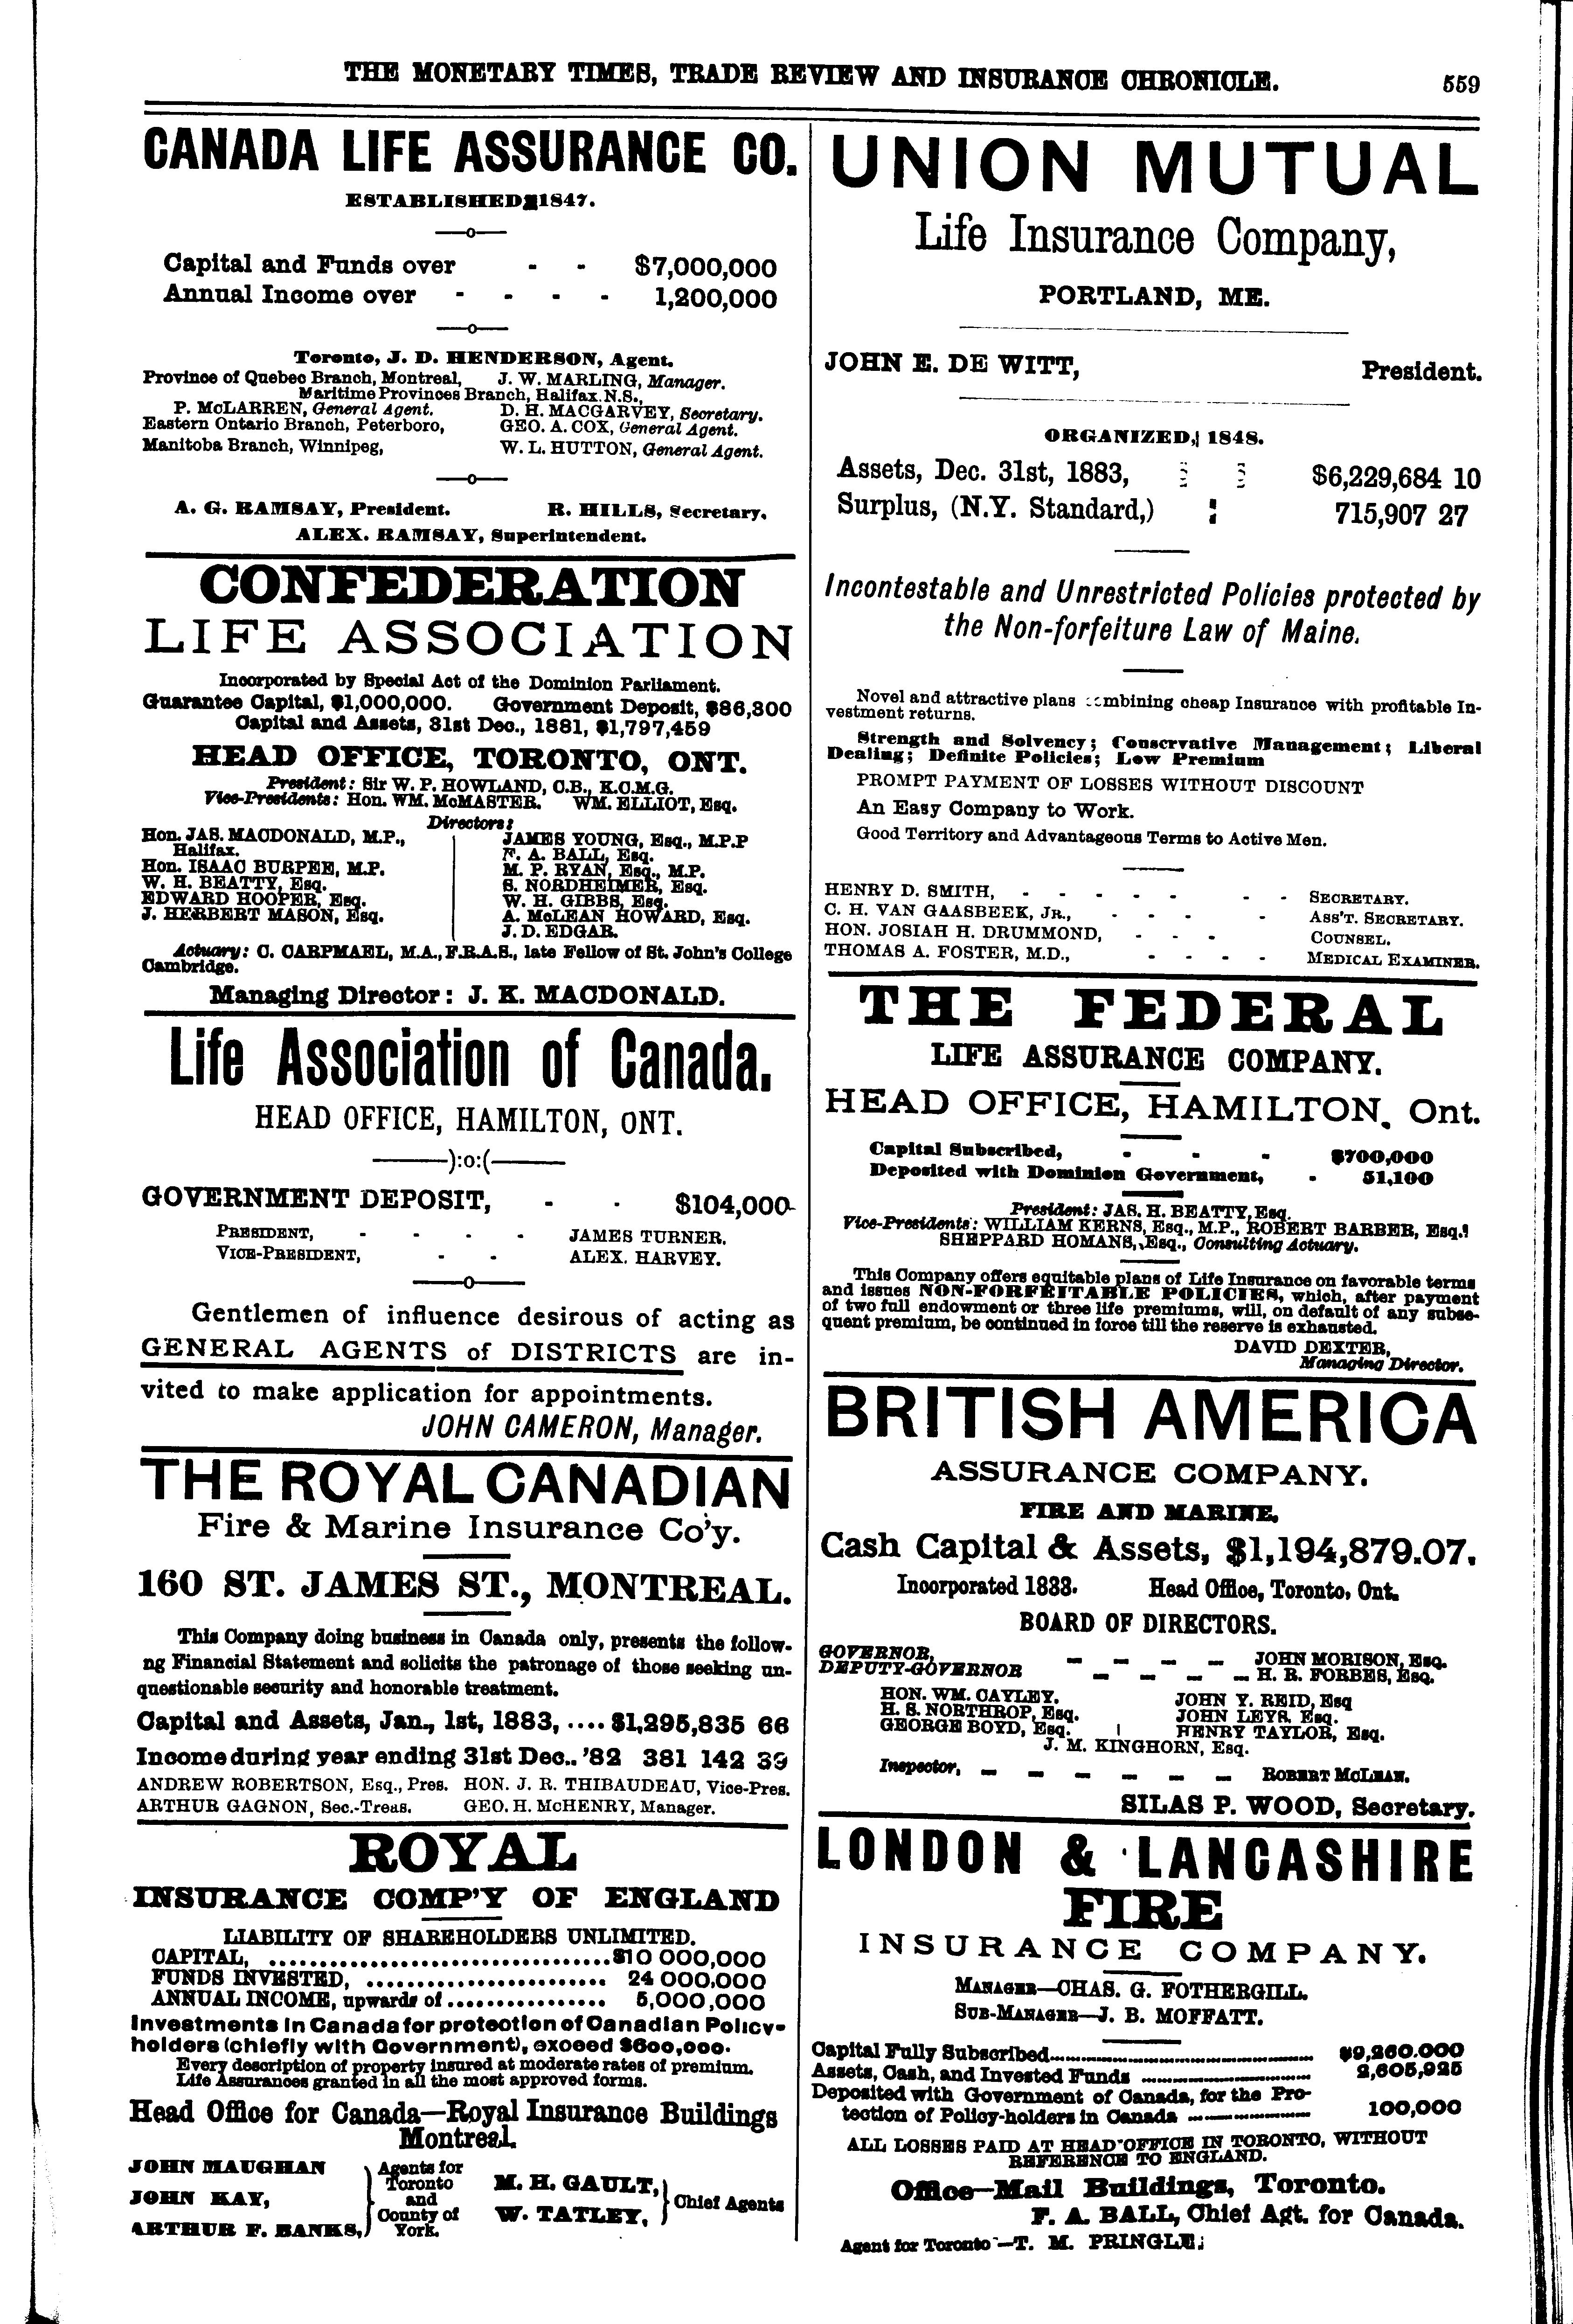 THE MONETARY TIMES, TRADE REVIEW AND INSURANCE CHRONICLE. 559
CANADA LIFE ASSURANCE CO.
ESTABLISHED 1847.
—o—
Capital and Funds over - - $7,000,000
Annual Income over - - - - 1,200,000
—o—
Toronto, J. D. HENDERSON, Agent.
Province of Quebec Branch, Montreal, J. W. MARLING, Manager.
Maritime Provinces Branch, Halifax, N.S.,
P. McLARREN, General Agent. D. H. MACGARVEY, Secretary.
Eastern Ontario Branch, Peterboro, GEO. A. COX, General Agent.
Manitoba Branch, Winnipeg, W. L. HUTTON, General Agent.
—o—
A. G. RAMSAY, President. R. HILLS, Secretary.
ALEX. RAMSAY, Superintendent.
CONFEDERATION
LIFE ASSOCIATION
Incorporated by Special Act of the Dominion Parliament.
Guarantee Capital, $1,000,000. Government Deposit, $86,300
Capital and Assets, 31st Dec., 1881, $1,797,459
HEAD OFFICE, TORONTO, ONT.
President: Sir W. P. HOWLAND, C.B., K.C.M.G.
Vice-Presidents: Hon. WM. McMASTER. WM. ELLIOT, Esq.
Directors:
Hon. JAS. MACDONALD, M.P.,
Halifax.
Hon. ISAAC BURPEE, M.P.
W. H. BEATTY, Esq.
EDWARD HOOPER, Esq.
J. HERBERT MASON, Esq.
JAMES YOUNG, Esq., M.P.P
F. A. BALL, Esq.
M. P. RYAN, Esq., M.P.
S. NORDHEIMER, Esq.
W. H. GIBBS, Esq.
A. McLEAN HOWARD, Esq.
J. D. EDGAR.
Actuary: C. CARPMAEL, M.A., F.R.A.S., late Fellow of St. John's College
Cambridge.
Managing Director: J. K. MACDONALD.
Life Association of Canada.
HEAD OFFICE, HAMILTON, ONT.
——):o:(——
GOVERNMENT DEPOSIT, - - $104,000
PRESIDENT, - - - - JAMES TURNER.
VICE-PRESIDENT, - - ALEX. HARVEY.
——o——
Gentlemen of influence desirous of acting as
GENERAL AGENTS of DISTRICTS are in-
vited to make application for appointments.
JOHN CAMERON, Manager.
THE ROYAL CANADIAN
Fire & Marine Insurance Co'y.
160 ST. JAMES ST., MONTREAL.
This Company doing business in Canada only, presents the follow-
ng Financial Statement and solicits the patronage of those seeking un-
questionable security and honorable treatment.
Capital and Assets, Jan., 1st, 1883, .... $1,295,835 66
Income during year ending 31st Dec.. '82 381 142 39
ANDREW ROBERTSON, Esq., Pres. HON. J. R. THIBAUDEAU, Vice-Pres.
ARTHUR GAGNON, Sec.-Treas. GEO. H. McHENRY, Manager.
ROYAL
INSURANCE COMP'Y OF ENGLAND
LIABILITY OF SHAREHOLDERS UNLIMITED.
CAPITAL, .................................... $10 000,000
FUNDS INVESTED, ........................ 24 000,000
ANNUAL INCOME, upwards of ................ 5,000,000
Investments in Canada for protection of Canadian Policy-
holders (chiefly with Government), exceed $600,000.
Every description of property insured at moderate rates of premium.
Life Assurances granted in all the most approved forms.
Head Office for Canada—Royal Insurance Buildings
Montreal.
JOHN MAUGHAN
JOHN KAY,
ARTHUR F. BANKS,
Agents for
Toronto
and
County of
York.
M. H. GAULT,
W. TATLEY,
Chief Agents
UNION MUTUAL
Life Insurance Company,
PORTLAND, ME.
JOHN E. DE WITT, President.
ORGANIZED, 1848.
Assets, Dec. 31st, 1883, $6,229,684 10
Surplus, (N.Y. Standard,) 715,907 27
Incontestable and Unrestricted Policies protected by
the Non-forfeiture Law of Maine.
Novel and attractive plans combining cheap Insurance with profitable In-
vestment returns.
Strength and Solvency; Conservative Management; Liberal
Dealing; Definite Policies; Low Premium
PROMPT PAYMENT OF LOSSES WITHOUT DISCOUNT
An Easy Company to Work.
Good Territory and Advantageous Terms to Active Men.
HENRY D. SMITH, - - - - - - - SECRETARY.
C. H. VAN GAASBEEK, JR., - - - - ASS'T. SECRETARY.
HON. JOSIAH H. DRUMMOND, - - - COUNSEL.
THOMAS A. FOSTER, M.D., - - - - MEDICAL EXAMINER.
THE FEDERAL
LIFE ASSURANCE COMPANY.
HEAD OFFICE, HAMILTON, Ont.
Capital Subscribed, - - - $700,000
Deposited with Dominion Government, - 51,100
President: JAS. H. BEATTY, Esq.
Vice-Presidents: WILLIAM KERNS, Esq., M.P., ROBERT BARBER, Esq.
SHEPPARD HOMANS, Esq., Consulting Actuary.
This Company offers equitable plans of Life Insurance on favorable terms
and issues NON-FORFEITABLE POLICIES, which, after payment
of two full endowment or three life premiums, will, on default of any subse-
quent premium, be continued in force till the reserve is exhausted.
DAVID DEXTER,
Managing Director.
BRITISH AMERICA
ASSURANCE COMPANY.
FIRE AND MARINE.
Cash Capital & Assets, $1,194,879.07.
Incorporated 1833. Head Office, Toronto, Ont.
BOARD OF DIRECTORS.
GOVERNOR, - - - - JOHN MORISON, Esq.
DEPUTY-GOVERNOR - - - - H. R. FORBES, Esq.
HON. WM. CAYLEY. JOHN Y. REID, Esq
H. S. NORTHROP, Esq. JOHN LEYS, Esq.
GEORGE BOYD, Esq. HENRY TAYLOR, Esq.
J. M. KINGHORN, Esq.
Inspector, - - - - - - ROBERT McLEAN.
SILAS P. WOOD, Secretary.
LONDON & LANCASHIRE
FIRE
INSURANCE COMPANY.
MANAGER—CHAS. G. FOTHERGILL.
SUB-MANAGER—J. B. MOFFATT.
Capital Fully Subscribed........................ $9,260.000
Assets, Cash, and Invested Funds ................ 2,605,925
Deposited with Government of Canada, for the Pro-
tection of Policy-holders in Canada ............ 100,000
ALL LOSSES PAID AT HEAD OFFICE IN TORONTO, WITHOUT
REFERENCE TO ENGLAND.
Office—Mail Buildings, Toronto.
F. A. BALL, Chief Agt. for Canada.
Agent for Toronto—T. M. PRINGLE.